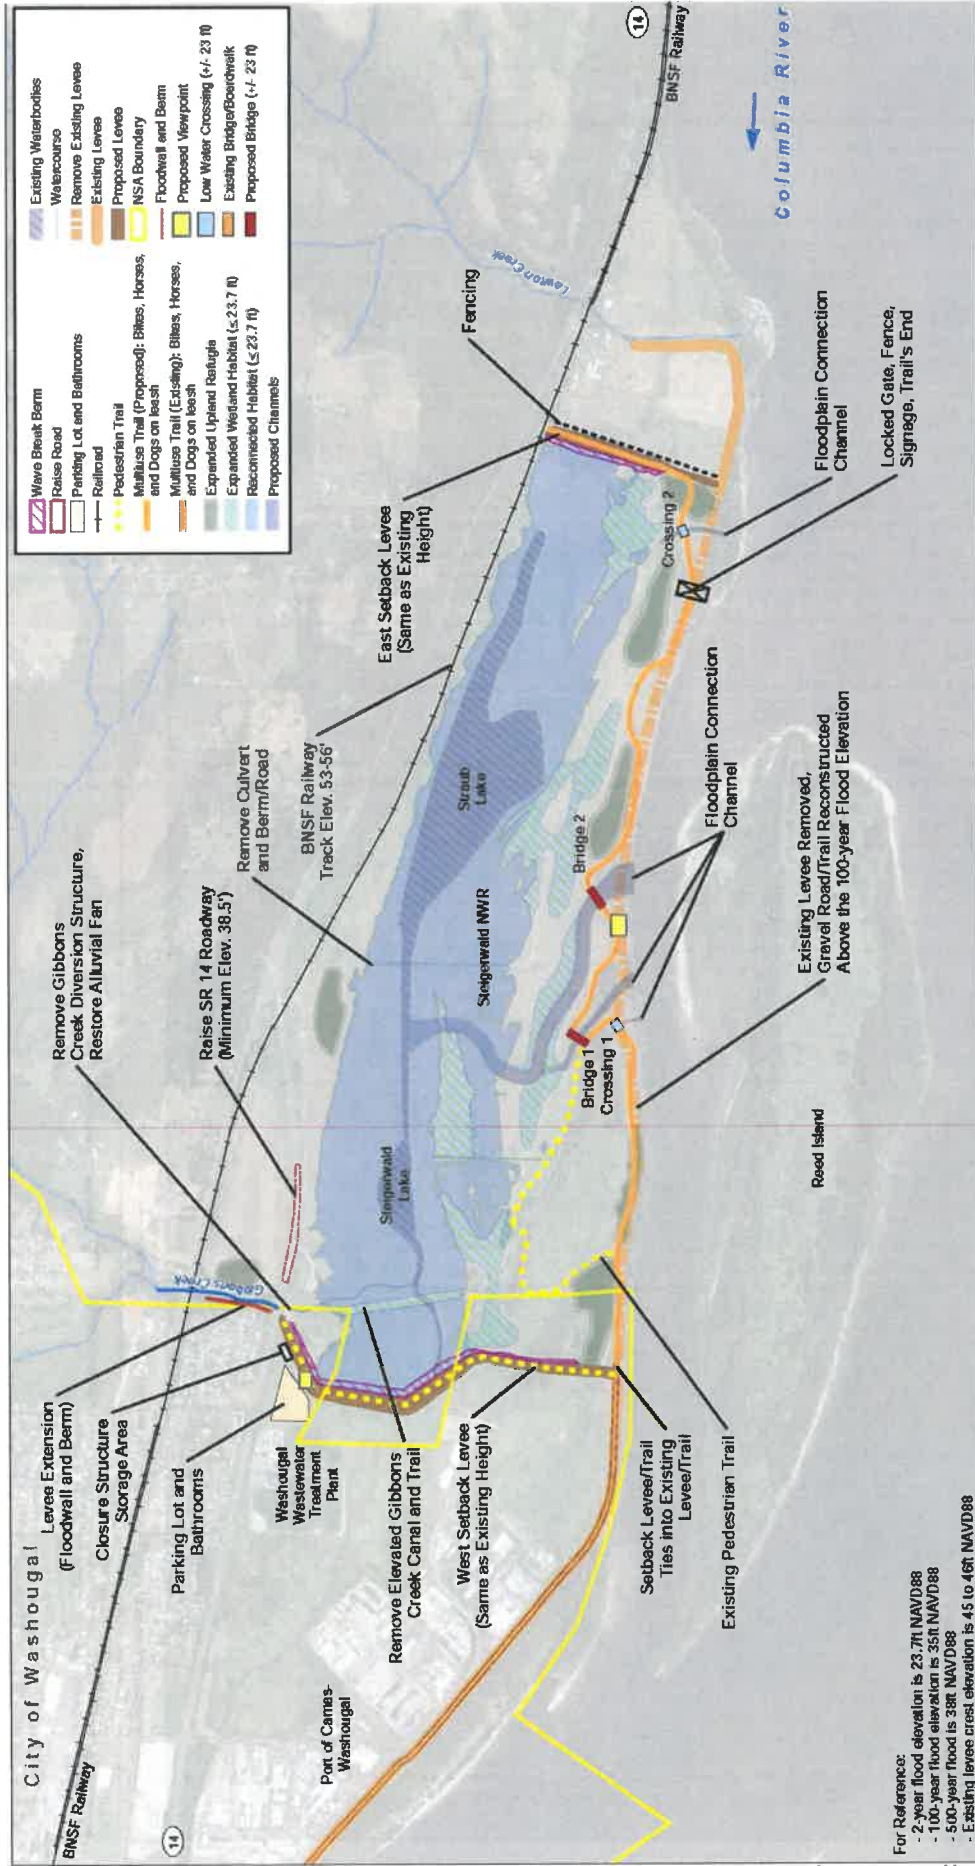 City of Washougal
BNSF Railway
14
Levee Extension
(Floodwall and Berm)
Closure Structure
Storage Area
Parking Lot and
Bathrooms
Washougal
Wastewater
Treatment
Plant
Port of Camas-
Washougal
Remove Elevated Gibbons
Creek Canal and Trail
West Setback Levee
(Same as Existing Height)
Setback Levee/Trail
Ties into Existing
Levee/Trail
Existing Pedestrian Trail
Gibbons Creek
Remove Gibbons
Creek Diversion Structure,
Restore Alluvial Fan
Raise SR 14 Roadway
(Minimum Elev. 38.5')
Remove Culvert
and Berm/Road
BNSF Railway
Track Elev. 53-56'
East Setback Levee
(Same as Existing
Height)
Fencing
Lawton Creek
Steigerwald
Lake
Steigerwald NWR
Straub
Lake
Bridge 1
Crossing 1
Bridge 2
Crossing 2
Reed Island
Existing Levee Removed,
Gravel Road/Trail Reconstructed
Above the 100-year Flood Elevation
Floodplain Connection
Channel
Floodplain Connection
Channel
Locked Gate, Fence,
Signage, Trail's End
Columbia River
14
BNSF Railway
Wave Break Berm
Raise Road
Parking Lot and Bathrooms
Railroad
Pedestrian Trail
Multiuse Trail (Proposed): Bikes, Horses,
and Dogs on leash
Multiuse Trail (Existing): Bikes, Horses,
and Dogs on leash
Expanded Upland Refugia
Expanded Wetland Habitat (≤ 23.7 ft)
Reconnected Habitat (≤ 23.7 ft)
Proposed Channels
Existing Waterbodies
Watercourse
Remove Existing Levee
Existing Levee
Proposed Levee
NSA Boundary
Floodwall and Berm
Proposed Viewpoint
Low Water Crossing (+/- 23 ft)
Existing Bridge/Boardwalk
Proposed Bridge (+/- 23 ft)
For Reference:
- 2-year flood elevation is 23.7ft NAVD88
- 100-year flood elevation is 35ft NAVD88
- 500-year flood is 38ft NAVD88
- Existing levee crest elevation is 45 to 46ft NAVD88